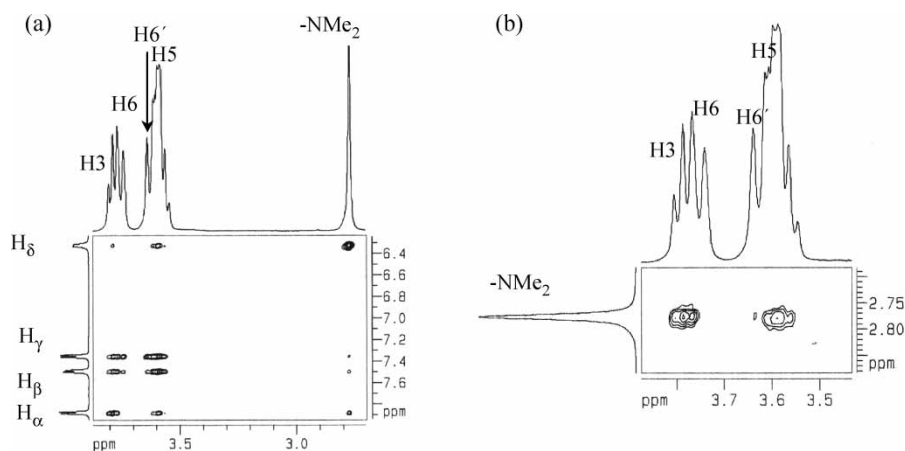 (a)
H6´
H5
-NMe2
H6
H3
Hδ
Hγ
Hβ
Hα
6.4
6.6
6.8
7.0
7.2
7.4
7.6
ppm
ppm
3.5
3.0
(b)
H5
H6
H6´
H3
-NMe2
2.75
2.80
ppm
ppm
3.7
3.6
3.5